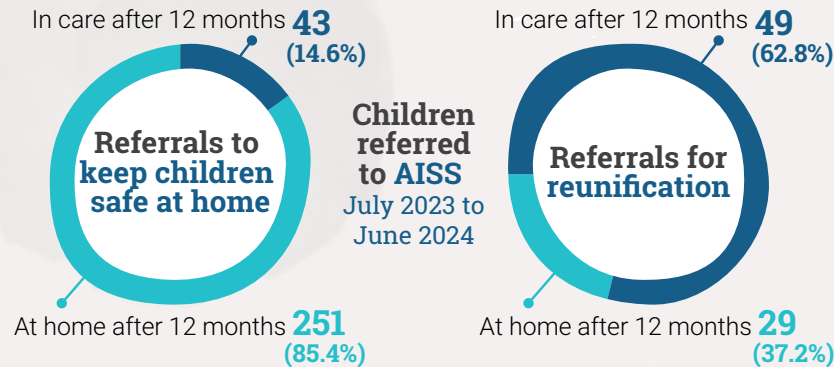 In care after 12 months 43
(14.6%)
Referrals to
keep children
safe at home
At home after 12 months 251
(85.4%)
Children
referred
to AISS
July 2023 to
June 2024
In care after 12 months 49
(62.8%)
Referrals for
reunification
At home after 12 months 29
(37.2%)